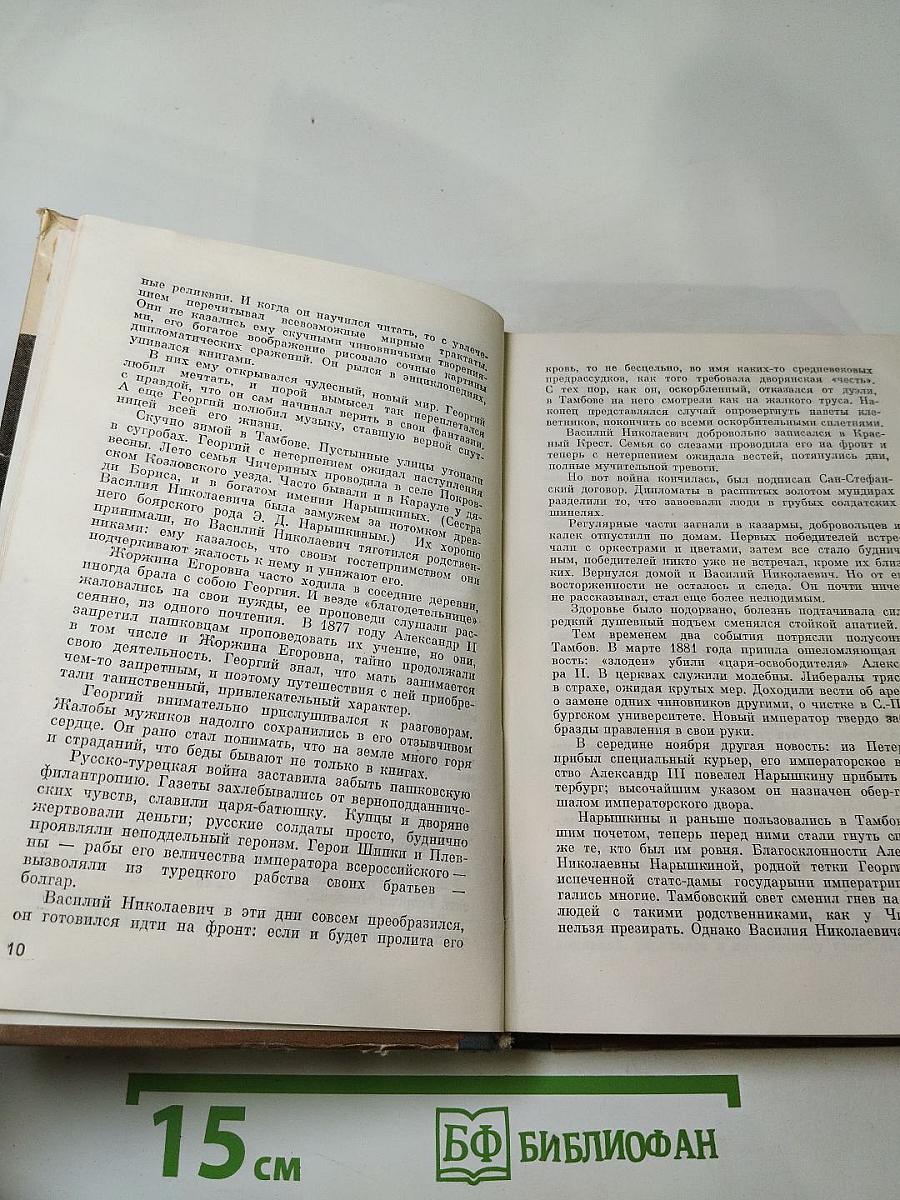 ные реликвии. И когда он научился читать, то с увлече-
нием перечитывал всевозможные мирные трактаты.
Они не казались ему скучными чиновничьими творения-
ми, его богатое воображение рисовало сочные картины
дипломатических сражений. Он рылся в энциклопедиях,
упивался книгами.
В них ему открывался чудесный, новый мир. Георгий
любил мечтать, и порой вымысел так переплетался
с правдой, что он сам начинал верить в свои фантазии.
А еще Георгий полюбил музыку, ставшую верной спут-
ницей всей его жизни.
Скучно зимой в Тамбове. Пустынные улицы утопали
в сугробах. Георгий с нетерпением ожидал наступления
весны. Лето семья Чичериных проводила в селе Покров-
ском Козловского уезда. Часто бывали и в Карауле у дя-
ди Бориса, и в богатом имении Нарышкиных. (Сестра
Василия Николаевича была замужем за потомком древ-
него боярского рода Э. Д. Нарышкиным.) Их хорошо
принимали, но Василий Николаевич тяготился родствен-
никами: ему казалось, что своим гостеприимством они
подчеркивают жалость к нему и унижают его.
Жоржина Егоровна часто ходила в соседние деревни,
иногда брала с собою Георгия. И везде «благодетельнице»
жаловались на свои нужды, ее проповеди слушали рас-
сеянно, из одного почтения. В 1877 году Александр II
запретил пашковцам проповедовать их учение, но они,
в том числе и Жоржина Егоровна, тайно продолжали
свою деятельность. Георгий знал, что мать занимается
чем-то запретным, и поэтому путешествия с ней приобре-
тали таинственный, привлекательный характер.
Георгий внимательно прислушивался к разговорам.
Жалобы мужиков надолго сохранились в его отзывчивом
сердце. Он рано стал понимать, что на земле много горя
и страданий, что беды бывают не только в книгах.
Русско-турецкая война заставила забыть пашковскую
филантропию. Газеты захлебывались от верноподданниче-
ских чувств, славили царя-батюшку. Купцы и дворяне
жертвовали деньги; русские солдаты просто, буднично
проявляли неподдельный героизм. Герои Шипки и Плев-
ны — рабы его величества императора всероссийского —
вызволяли из турецкого рабства своих братьев —
болгар.
Василий Николаевич в эти дни совсем преобразился,
он готовился идти на фронт: если и будет пролита его
10
кровь, то не бесцельно, во имя каких-то средневековых
предрассудков, как того требовала дворянская «честь».
С тех пор, как он, оскорбленный, отказался от дуэли,
в Тамбове на него смотрели как на жалкого труса. На-
конец представлялся случай опровергнуть наветы кле-
ветников, покончить со всеми оскорбительными сплетнями.
Василий Николаевич добровольно записался в Крас-
ный Крест. Семья со слезами проводила его на фронт и
теперь с нетерпением ожидала вестей, потянулись дни,
полные мучительной тревоги.
Но вот война кончилась, был подписан Сан-Стефан-
ский договор. Дипломаты в расшитых золотом мундирах
разделили то, что завоевали люди в грубых солдатских
шинелях.
Регулярные части загнали в казармы, добровольцев и
калек отпустили по домам. Первых победителей встре-
чали с оркестрами и цветами, затем все стало буднич-
ным, победителей никто уже не встречал, кроме их близ
ких. Вернулся домой и Василий Николаевич. Но от е
восторженности не осталось и следа. Он почти ниче
не рассказывал, стал еще более нелюдимым.
Здоровье было подорвано, болезнь подтачивала сил
редкий душевный подъем сменялся стойкой апатией.
Тем временем два события потрясли полусон
Тамбов. В марте 1881 года пришла ошеломляющая
вость: «злодеи» убили «царя-освободителя» Алекс
ра II. В церквах служили молебны. Либералы тряс
в страхе, ожидая крутых мер. Доходили вести об аре
о замене одних чиновников другими, о чистке в С.-П
бургском университете. Новый император твердо за
бразды правления в свои руки.
В середине ноября другая новость: из Петер
прибыл специальный курьер, его императорское в
ство Александр III повелел Нарышкину прибыть
тербург; высочайшим указом он назначен обер-г
шалом императорского двора.
Нарышкины и раньше пользовались в Тамбов
шим почетом, теперь перед ними стали гнуть сп
же те, кто был им ровня. Благосклонности Але
Николаевны Нарышкиной, родной тетки Георги
испеченной статс-дамы государыни императриц
гались многие. Тамбовский свет сменил гнев на
людей с такими родственниками, как у Чи
нельзя презирать. Однако Василия Николаевича
15 см
БФ БИБЛИОФАН